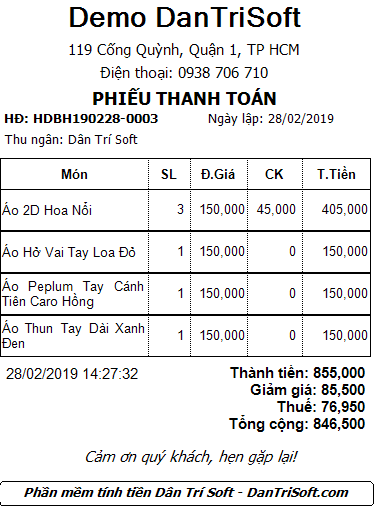 Demo DanTriSoft
119 Cống Quỳnh, Quận 1, TP HCM
Điện thoại: 0938 706 710
PHIẾU THANH TOÁN
HĐ: HDBH190228-0003 Ngày lập: 28/02/2019
Thu ngân: Dân Trí Soft
Món SL Đ.Giá CK T.Tiền
Áo 2D Hoa Nổi 3 150,000 45,000 405,000
Áo Hở Vai Tay Loa Đỏ 1 150,000 0 150,000
Áo Peplum Tay Cánh
Tiên Caro Hồng 1 150,000 0 150,000
Áo Thun Tay Dài Xanh
Đen 1 150,000 0 150,000
28/02/2019 14:27:32 Thành tiền: 855,000
Giảm giá: 85,500
Thuế: 76,950
Tổng cộng: 846,500
Cảm ơn quý khách, hẹn gặp lại!
Phần mềm tính tiền Dân Trí Soft - DanTriSoft.com